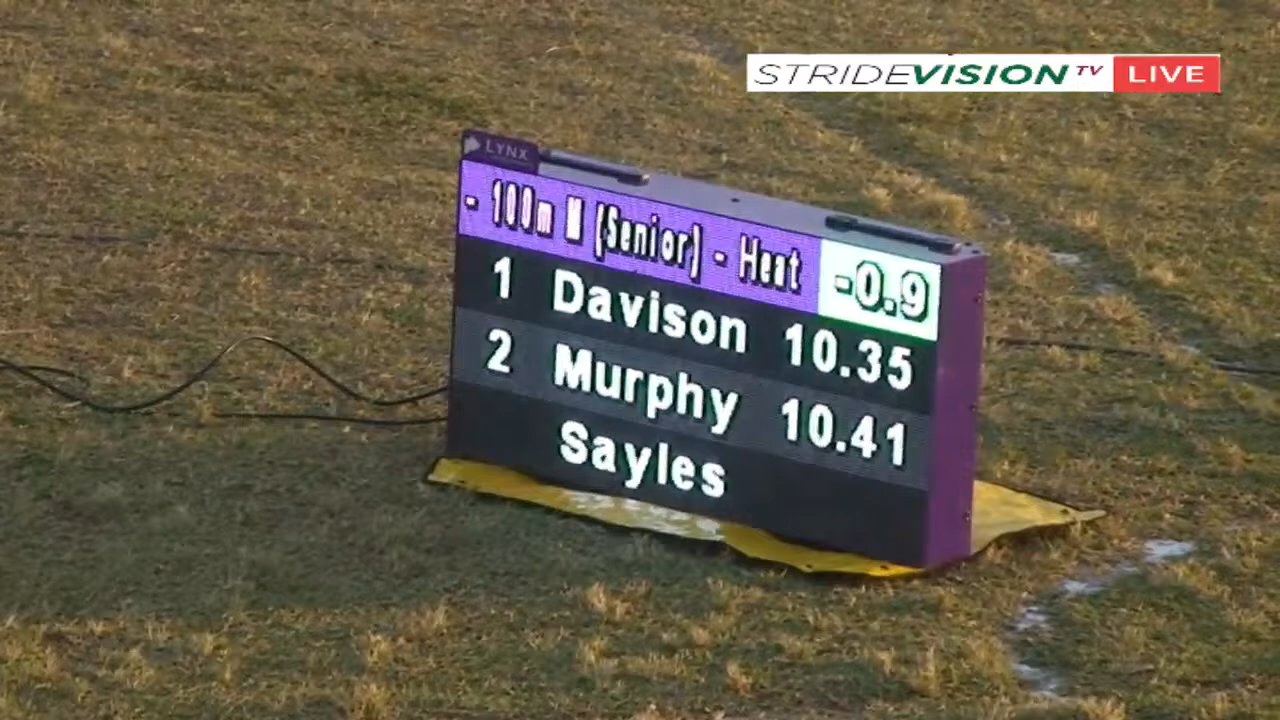 STRIDEVISION TV LIVE
LYNX
- 100m M (Senior) - Heat -0.9
1 Davison 10.35
2 Murphy 10.41
Sayles